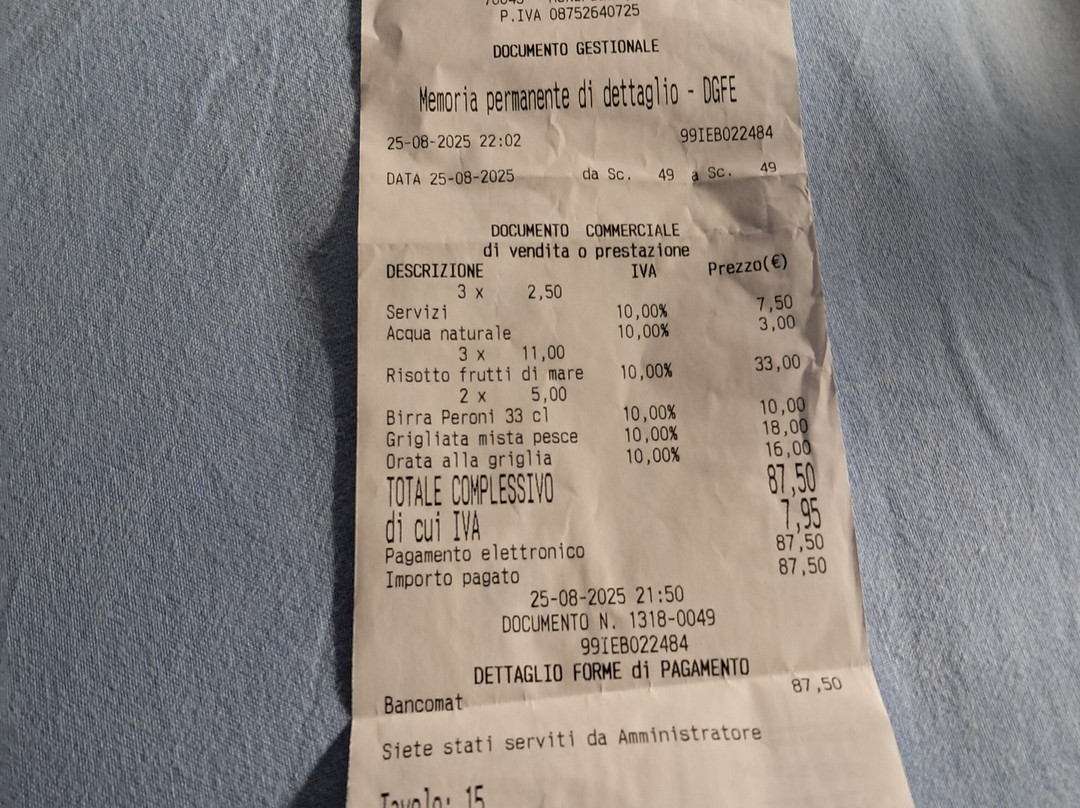 P.IVA 08752640725
DOCUMENTO GESTIONALE
Memoria permanente di dettaglio - DGFE
25-08-2025 22:02 99IEB022484
DATA 25-08-2025 da Sc. 49 a Sc. 49
DOCUMENTO COMMERCIALE
di vendita o prestazione
DESCRIZIONE IVA Prezzo(€)
3 x 2,50
Servizi 10,00% 7,50
Acqua naturale 10,00% 3,00
3 x 11,00
Risotto frutti di mare 10,00% 33,00
2 x 5,00
Birra Peroni 33 cl 10,00% 10,00
Grigliata mista pesce 10,00% 18,00
Orata alla griglia 10,00% 16,00
TOTALE COMPLESSIVO 87,50
di cui IVA 7,95
Pagamento elettronico 87,50
Importo pagato 87,50
25-08-2025 21:50
DOCUMENTO N. 1318-0049
99IEB022484
DETTAGLIO FORME di PAGAMENTO
Bancomat 87,50
Siete stati serviti da Amministratore
Tavolo: 15